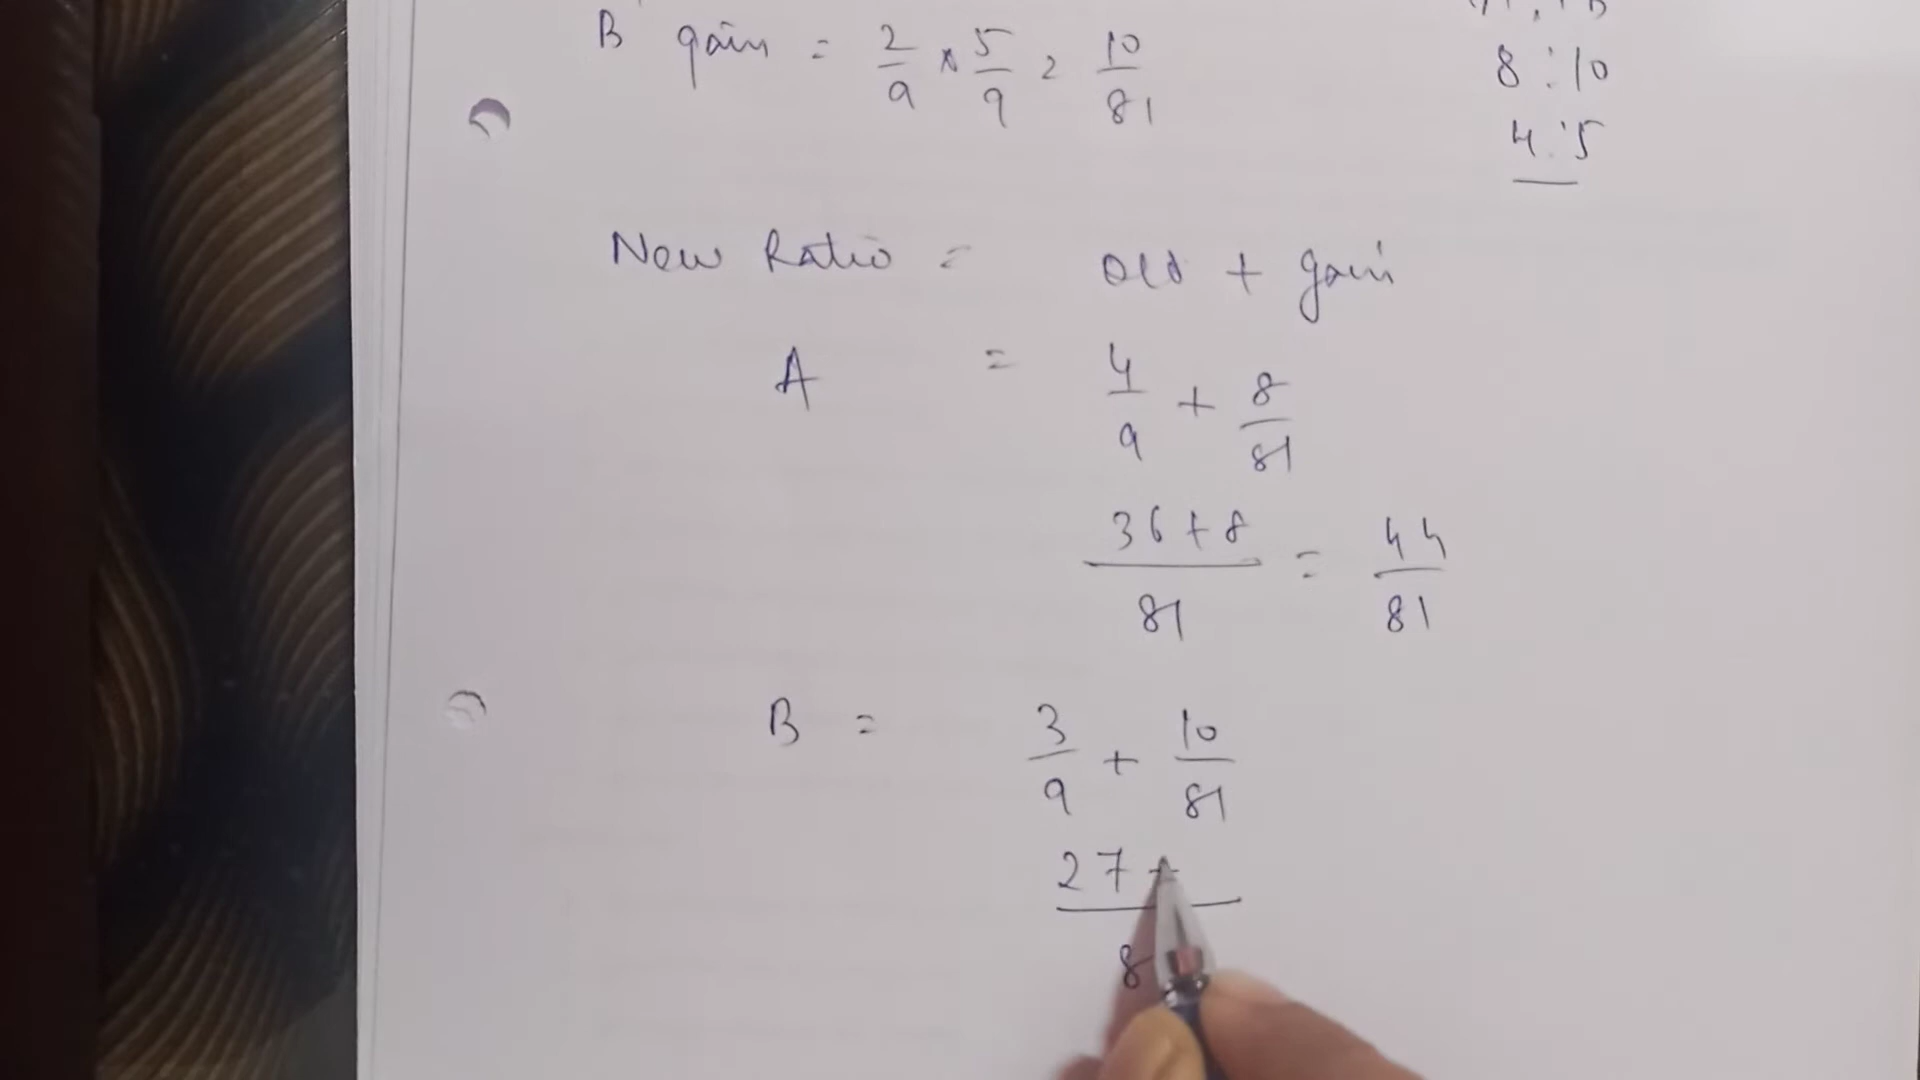 B gain = 2/9 × 5/9 = 10/81
8 : 10
4 : 5
New Ratio = Old + gain
A = 4/9 + 8/81
36 + 8 / 81 = 44/81
B = 3/9 + 10/81
27 + / 8